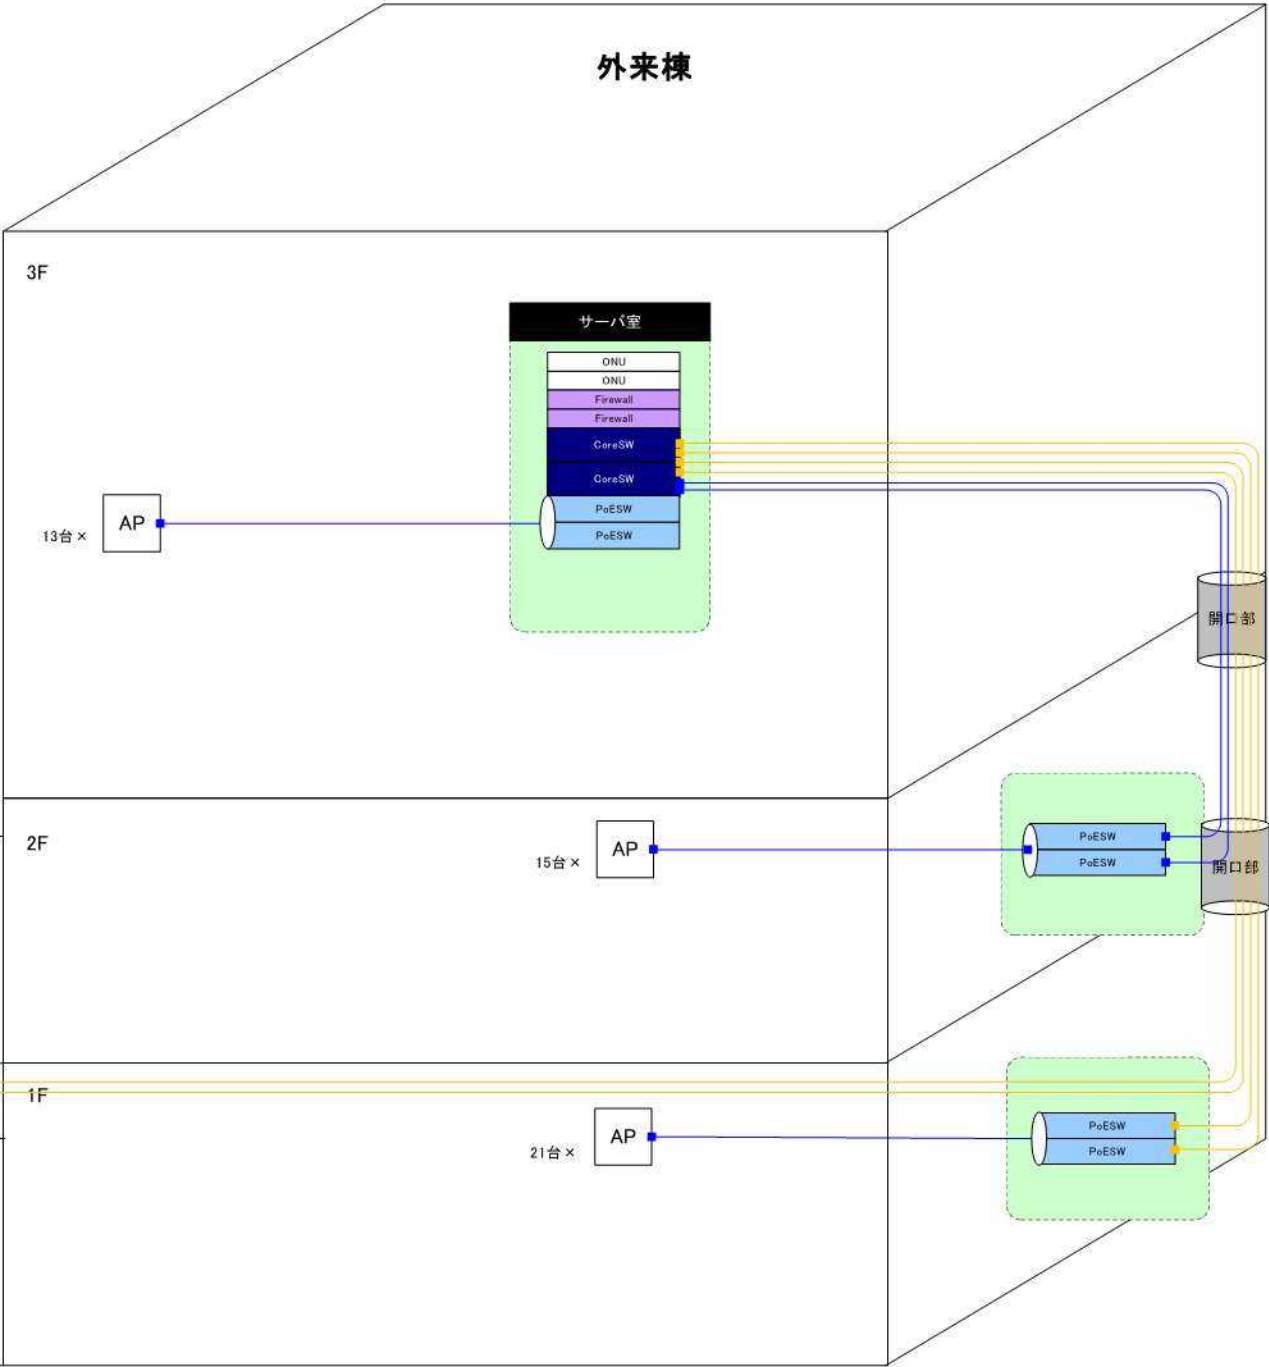 外来棟
3F
サーバ室
ONU
ONU
Firewall
Firewall
CoreSW
CoreSW
PoESW
PoESW
13台×
AP
開口部
2F
15台×
AP
PoESW
PoESW
開口部
1F
21台×
AP
PoESW
PoESW